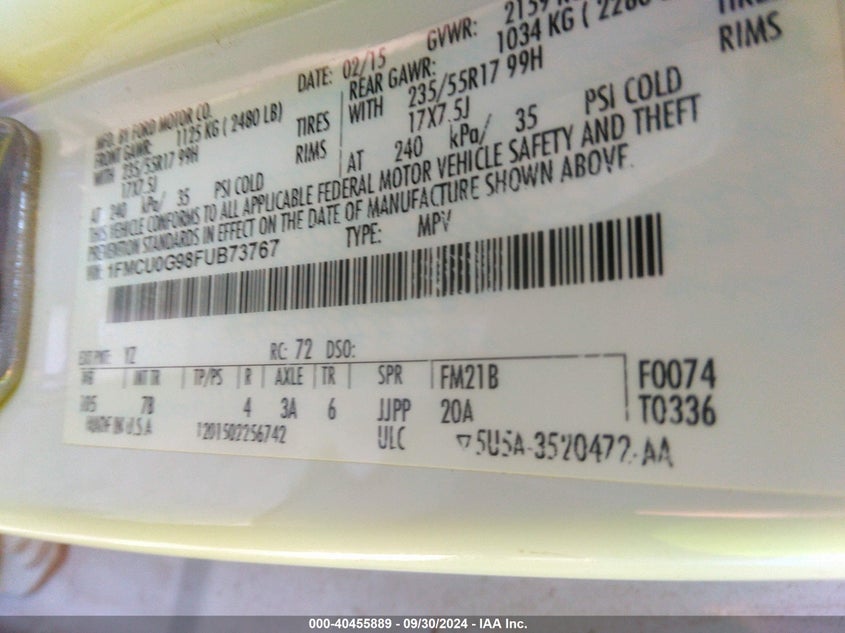 MFG. BY FORD MOTOR CO. DATE: 02/15 GVWR: 2159
FRONT GAWR: 1125 KG ( 2480 LB) REAR GAWR: 1034 KG ( 2280
WITH 235/55R17 99H TIRES WITH 235/55R17 99H TIRES
17X7.5J RIMS 17X7.5J RIMS
AT 240 kPa/ 35 PSI COLD AT 240 kPa/ 35 PSI COLD
THIS VEHICLE CONFORMS TO ALL APPLICABLE FEDERAL MOTOR VEHICLE SAFETY AND THEFT
PREVENTION STANDARDS IN EFFECT ON THE DATE OF MANUFACTURE SHOWN ABOVE.
VIN: 1FMCU0G98FUB73767 TYPE: MPV
EXT PNT: YZ RC: 72 DSO:
WB INT TR TP/PS R AXLE TR SPR FM21B F0074
105 7B 4 3A 6 JJPP 20A T0336
MADE IN U.S.A 1201502256742 ULC ▽5U5A-3520472-AA
000-40455889 - 09/30/2024 - IAA Inc.